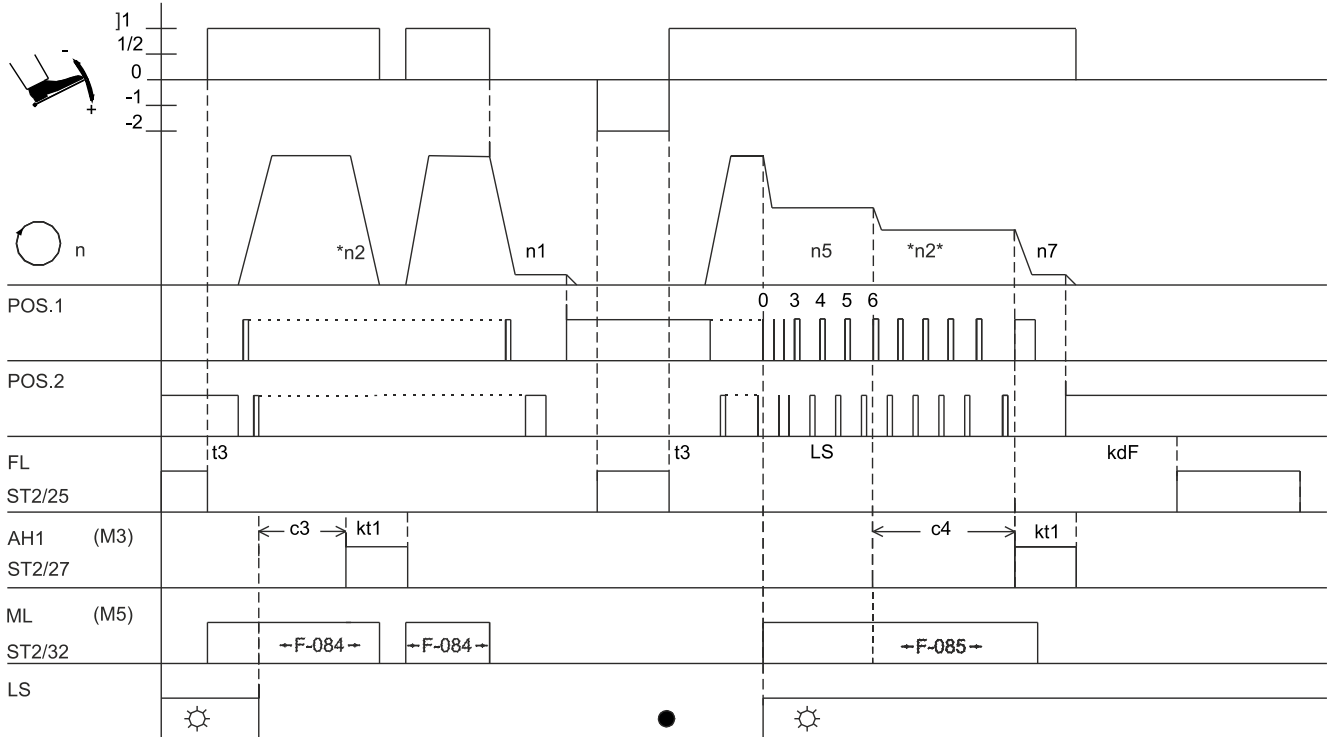 ]1
1/2
-
0
-1
+
-2
n
*n2
n1
n5
*n2*
n7
POS.1
0 3 4 5 6
POS.2
FL
t3
t3
LS
kdF
ST2/25
AH1 (M3)
c3
kt1
c4
kt1
ST2/27
ML (M5)
ST2/32
F-084
F-084
F-085
LS